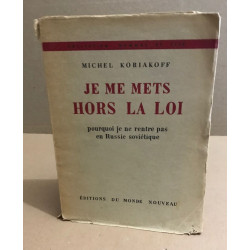 MICHEL KORIAKOFF
JE ME METS
HORS LA LOI
pourquoi je ne rentre pas
en Russie soviétique
EDITIONS DU MONDE NOUVEAU